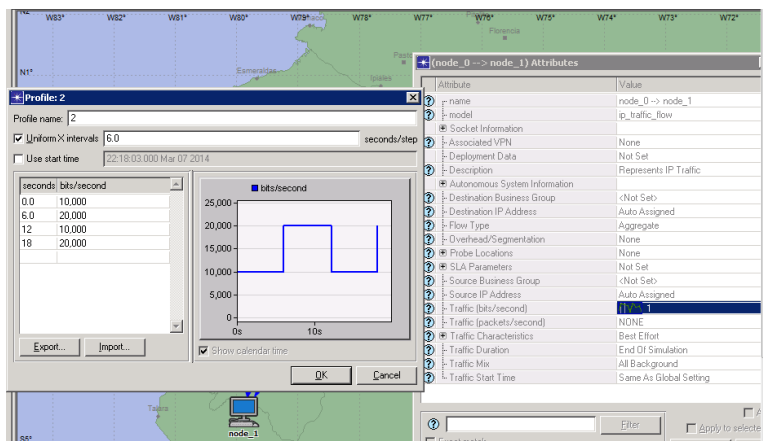 W83° W82° W81° W80° W79° W78° W77° W76° W75° W74° W73° W72°
Florencia
N1°
Esmeraldas
Ipiales
(node_0 --> node_1) Attributes
Attribute Value
name node_0 --> node_1
model ip_traffic_flow
Socket Information
Associated VPN None
Deployment Data Not Set
Description Represents IP Traffic
Autonomous System Information
Destination Business Group <Not Set>
Destination IP Address Auto Assigned
Flow Type Aggregate
Overhead/Segmentation None
Probe Locations None
SLA Parameters Not Set
Source Business Group <Not Set>
Source IP Address Auto Assigned
Traffic (bits/second) 1
Traffic (packets/second) NONE
Traffic Characteristics Best Effort
Traffic Duration End Of Simulation
Traffic Mix All Background
Traffic Start Time Same As Global Setting
Filter
Apply to selecte
Profile: 2
Profile name: 2
Uniform X intervals 6.0 seconds/step
Use start time 22:18:03.000 Mar 07 2014
seconds bits/second
0.0 10,000
6.0 20,000
12 10,000
18 20,000
Export... Import...
bits/second
25,000
20,000
15,000
10,000
5,000
0
0s 10s
Show calendar time
OK Cancel
node_1
S5°